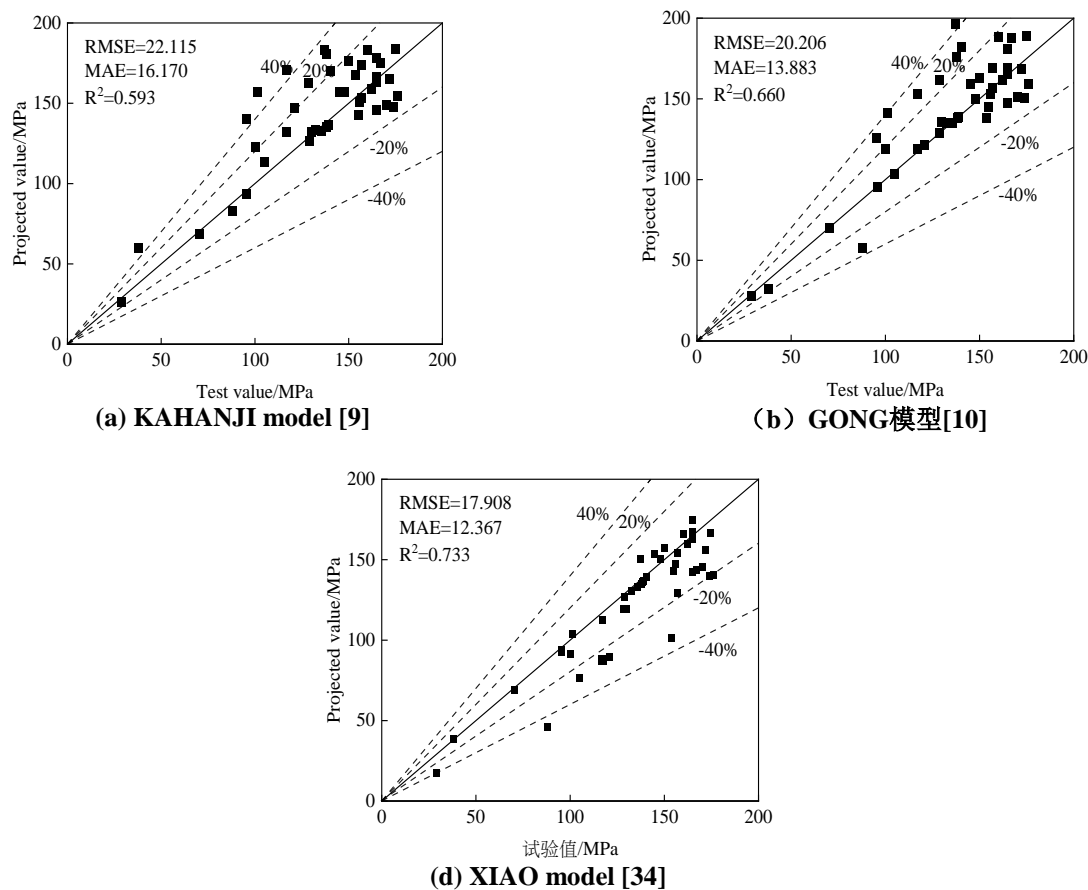 200
150
100
50
0
Projected value/MPa
RMSE=22.115
MAE=16.170
R²=0.593
40%
20%
-20%
-40%
0
50
100
150
200
Test value/MPa
(a) KAHANJI model [9]
200
150
100
50
0
Projected value/MPa
RMSE=20.206
MAE=13.883
R²=0.660
40%
20%
-20%
-40%
0
50
100
150
200
Test value/MPa
（b）GONG模型[10]
200
150
100
50
0
Projected value/MPa
RMSE=17.908
MAE=12.367
R²=0.733
40%
20%
-20%
-40%
0
50
100
150
200
试验值/MPa
(d) XIAO model [34]